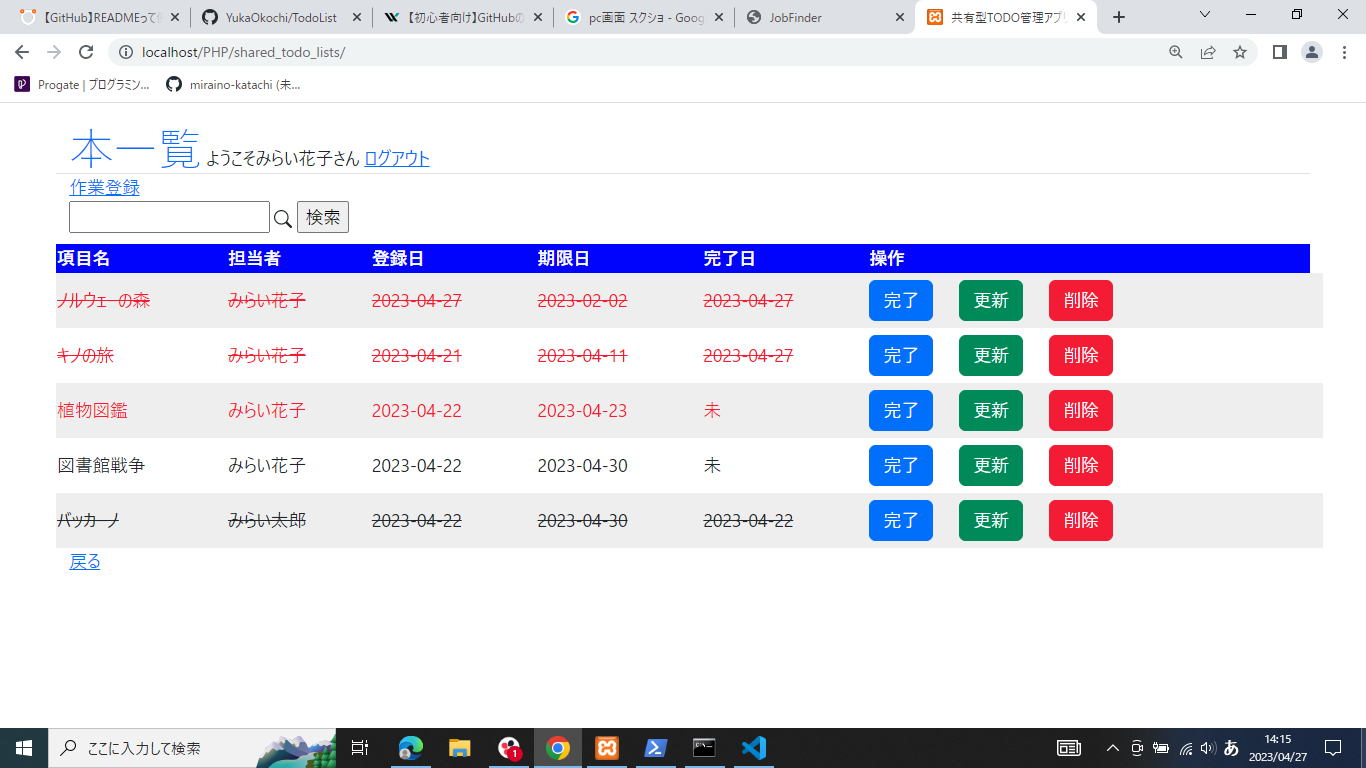 【GitHub】READMEって
YukaOkochi/TodoList
【初心者向け】GitHubの
pc画面 スクショ - Goog
JobFinder
共有型TODO管理アプリ
localhost/PHP/shared_todo_lists/
Progate | プログラミン...
miraino-katachi (未...
本一覧 ようこそみらい花子さん ログアウト
作業登録
検索
項目名 担当者 登録日 期限日 完了日 操作
ノルウェーの森 みらい花子 2023-04-27 2023-02-02 2023-04-27 完了 更新 削除
キノの旅 みらい花子 2023-04-21 2023-04-11 2023-04-27 完了 更新 削除
植物図鑑 みらい花子 2023-04-22 2023-04-23 未 完了 更新 削除
図書館戦争 みらい花子 2023-04-22 2023-04-30 未 完了 更新 削除
バッカーノ みらい太郎 2023-04-22 2023-04-30 2023-04-22 完了 更新 削除
戻る
ここに入力して検索
1
あ
14:15
2023/04/27